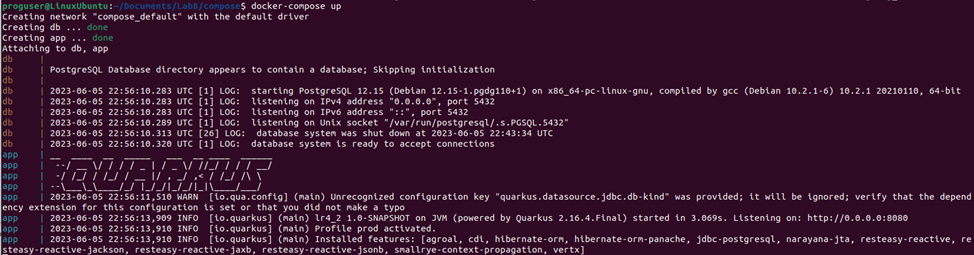 proguser@LinuxUbuntu:~/Documents/Lab8/compose$ docker-compose up
Creating network "compose_default" with the default driver
Creating db ... done
Creating app ... done
Attaching to db, app
db      |
db      | PostgreSQL Database directory appears to contain a database; Skipping initialization
db      |
db      | 2023-06-05 22:56:10.283 UTC [1] LOG:  starting PostgreSQL 12.15 (Debian 12.15-1.pgdg110+1) on x86_64-pc-linux-gnu, compiled by gcc (Debian 10.2.1-6) 10.2.1 20210110, 64-bit
db      | 2023-06-05 22:56:10.283 UTC [1] LOG:  listening on IPv4 address "0.0.0.0", port 5432
db      | 2023-06-05 22:56:10.283 UTC [1] LOG:  listening on IPv6 address "::", port 5432
db      | 2023-06-05 22:56:10.289 UTC [1] LOG:  listening on Unix socket "/var/run/postgresql/.s.PGSQL.5432"
db      | 2023-06-05 22:56:10.313 UTC [26] LOG:  database system was shut down at 2023-06-05 22:43:34 UTC
db      | 2023-06-05 22:56:10.320 UTC [1] LOG:  database system is ready to accept connections
app     | __  ____  __  _____   ___  __ ____  ______
app     |  --/ __ \/ / / / _ | / _ \/ //_/ / / / __/
app     |  -/ /_/ / /_/ / __ |/ , _/ ,< / /_/ /\ \
app     | --\___\_\____/_/ |_/_/|_/_/|_|\____/___/
app     | 2023-06-05 22:56:11,510 WARN  [io.qua.config] (main) Unrecognized configuration key "quarkus.datasource.jdbc.db-kind" was provided; it will be ignored; verify that the depend
ency extension for this configuration is set or that you did not make a typo
app     | 2023-06-05 22:56:13,909 INFO  [io.quarkus] (main) lr4_2 1.0-SNAPSHOT on JVM (powered by Quarkus 2.16.4.Final) started in 3.069s. Listening on: http://0.0.0.0:8080
app     | 2023-06-05 22:56:13,910 INFO  [io.quarkus] (main) Profile prod activated.
app     | 2023-06-05 22:56:13,910 INFO  [io.quarkus] (main) Installed features: [agroal, cdi, hibernate-orm, hibernate-orm-panache, jdbc-postgresql, narayana-jta, resteasy-reactive, re
steasy-reactive-jackson, resteasy-reactive-jaxb, resteasy-reactive-jsonb, smallrye-context-propagation, vertx]